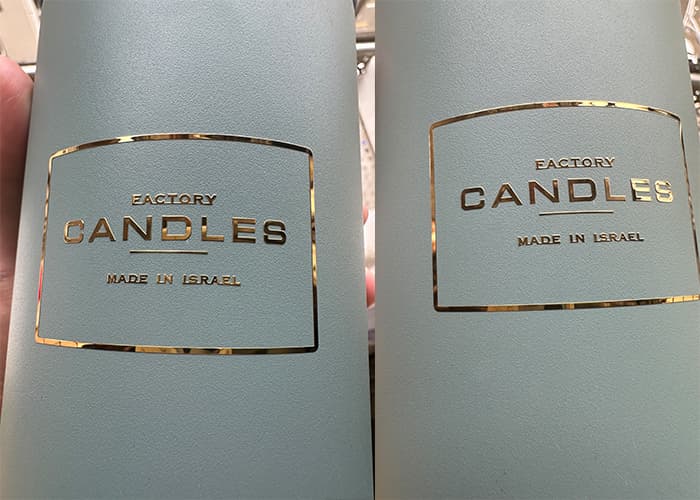 FACTORY
CANDLES
MADE IN ISRAEL
FACTORY
CANDLES
MADE IN ISRAEL